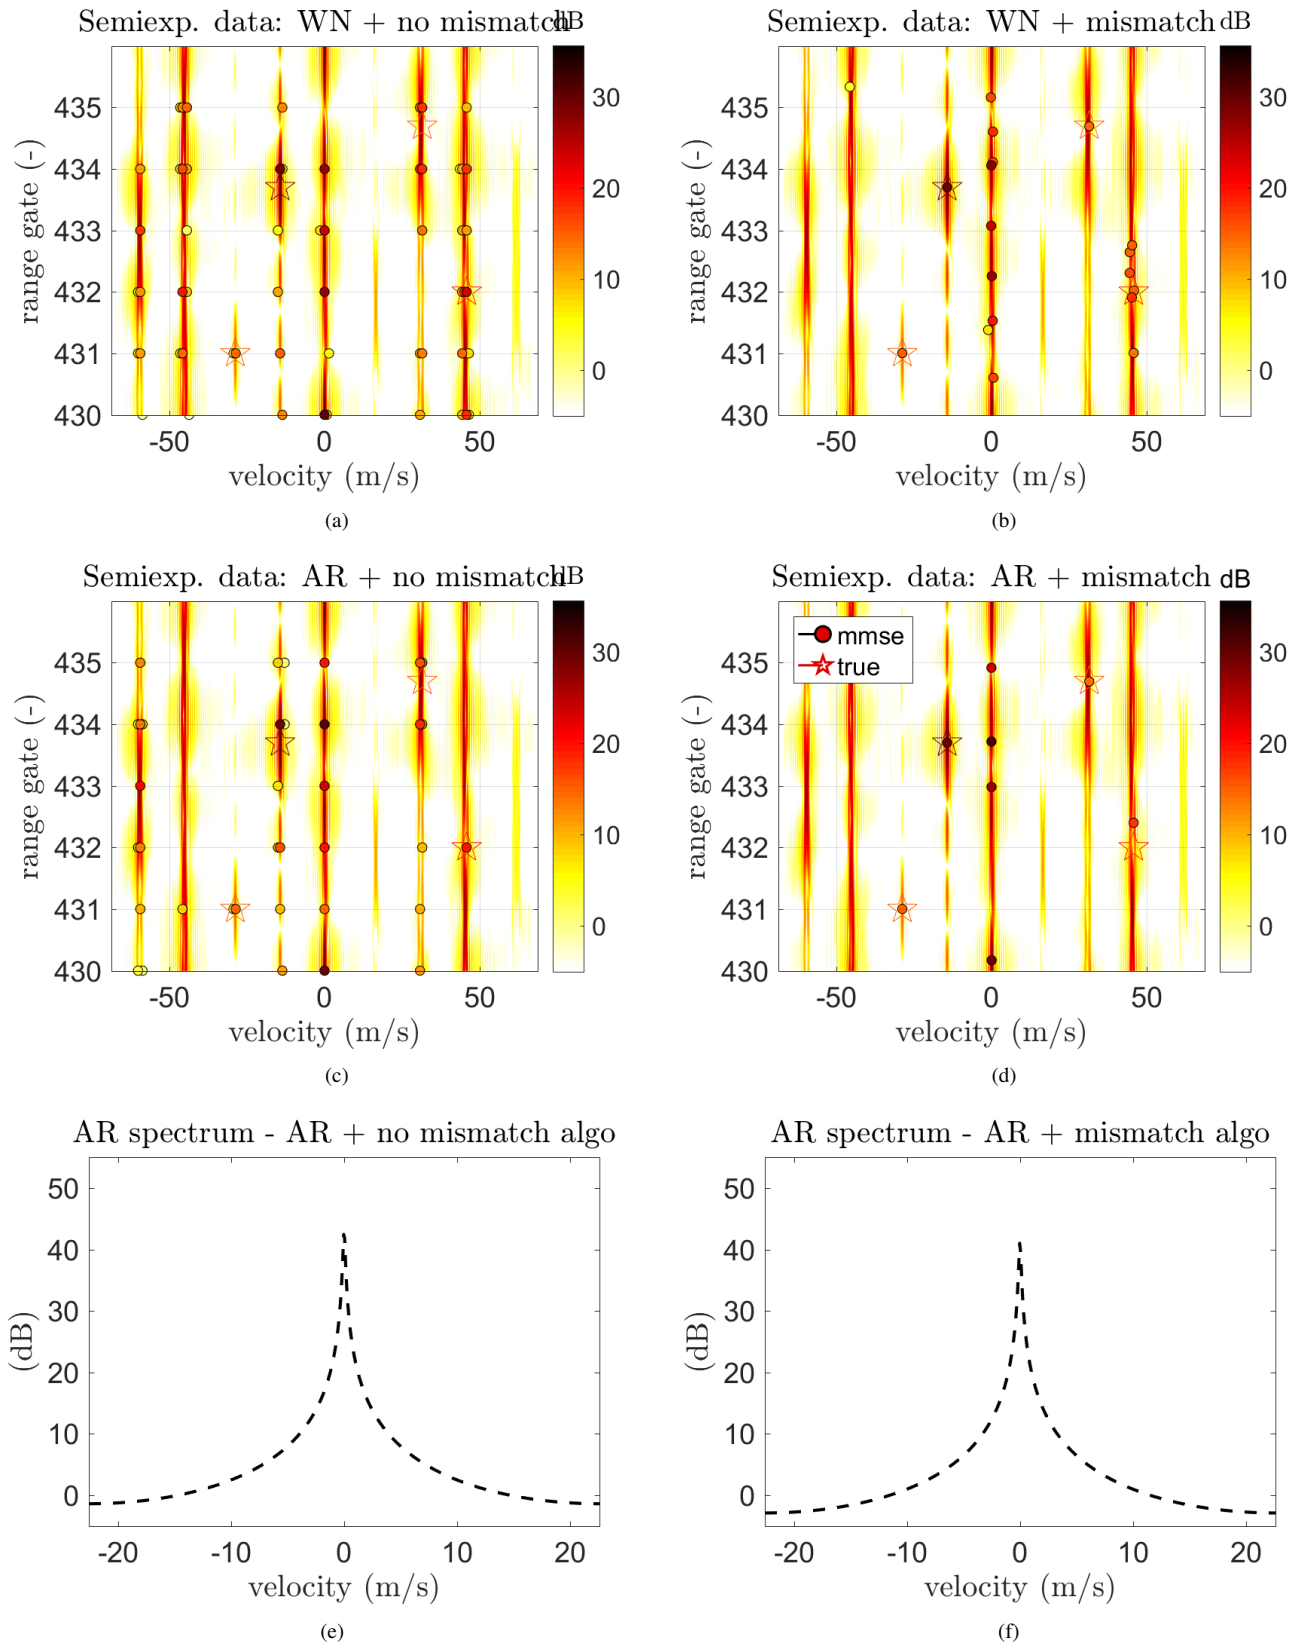 Semiexp. data: WN + no mismatch dB
435
434
433
432
431
430
range gate (-)
-50 0 50
velocity (m/s)
30
20
10
0
(a)
Semiexp. data: WN + mismatch dB
435
434
433
432
431
430
range gate (-)
-50 0 50
velocity (m/s)
30
20
10
0
(b)
Semiexp. data: AR + no mismatch dB
435
434
433
432
431
430
range gate (-)
-50 0 50
velocity (m/s)
30
20
10
0
(c)
Semiexp. data: AR + mismatch dB
mmse
true
435
434
433
432
431
430
range gate (-)
-50 0 50
velocity (m/s)
30
20
10
0
(d)
AR spectrum - AR + no mismatch algo
50
40
30
20
10
0
(dB)
-20 -10 0 10 20
velocity (m/s)
(e)
AR spectrum - AR + mismatch algo
50
40
30
20
10
0
(dB)
-20 -10 0 10 20
velocity (m/s)
(f)